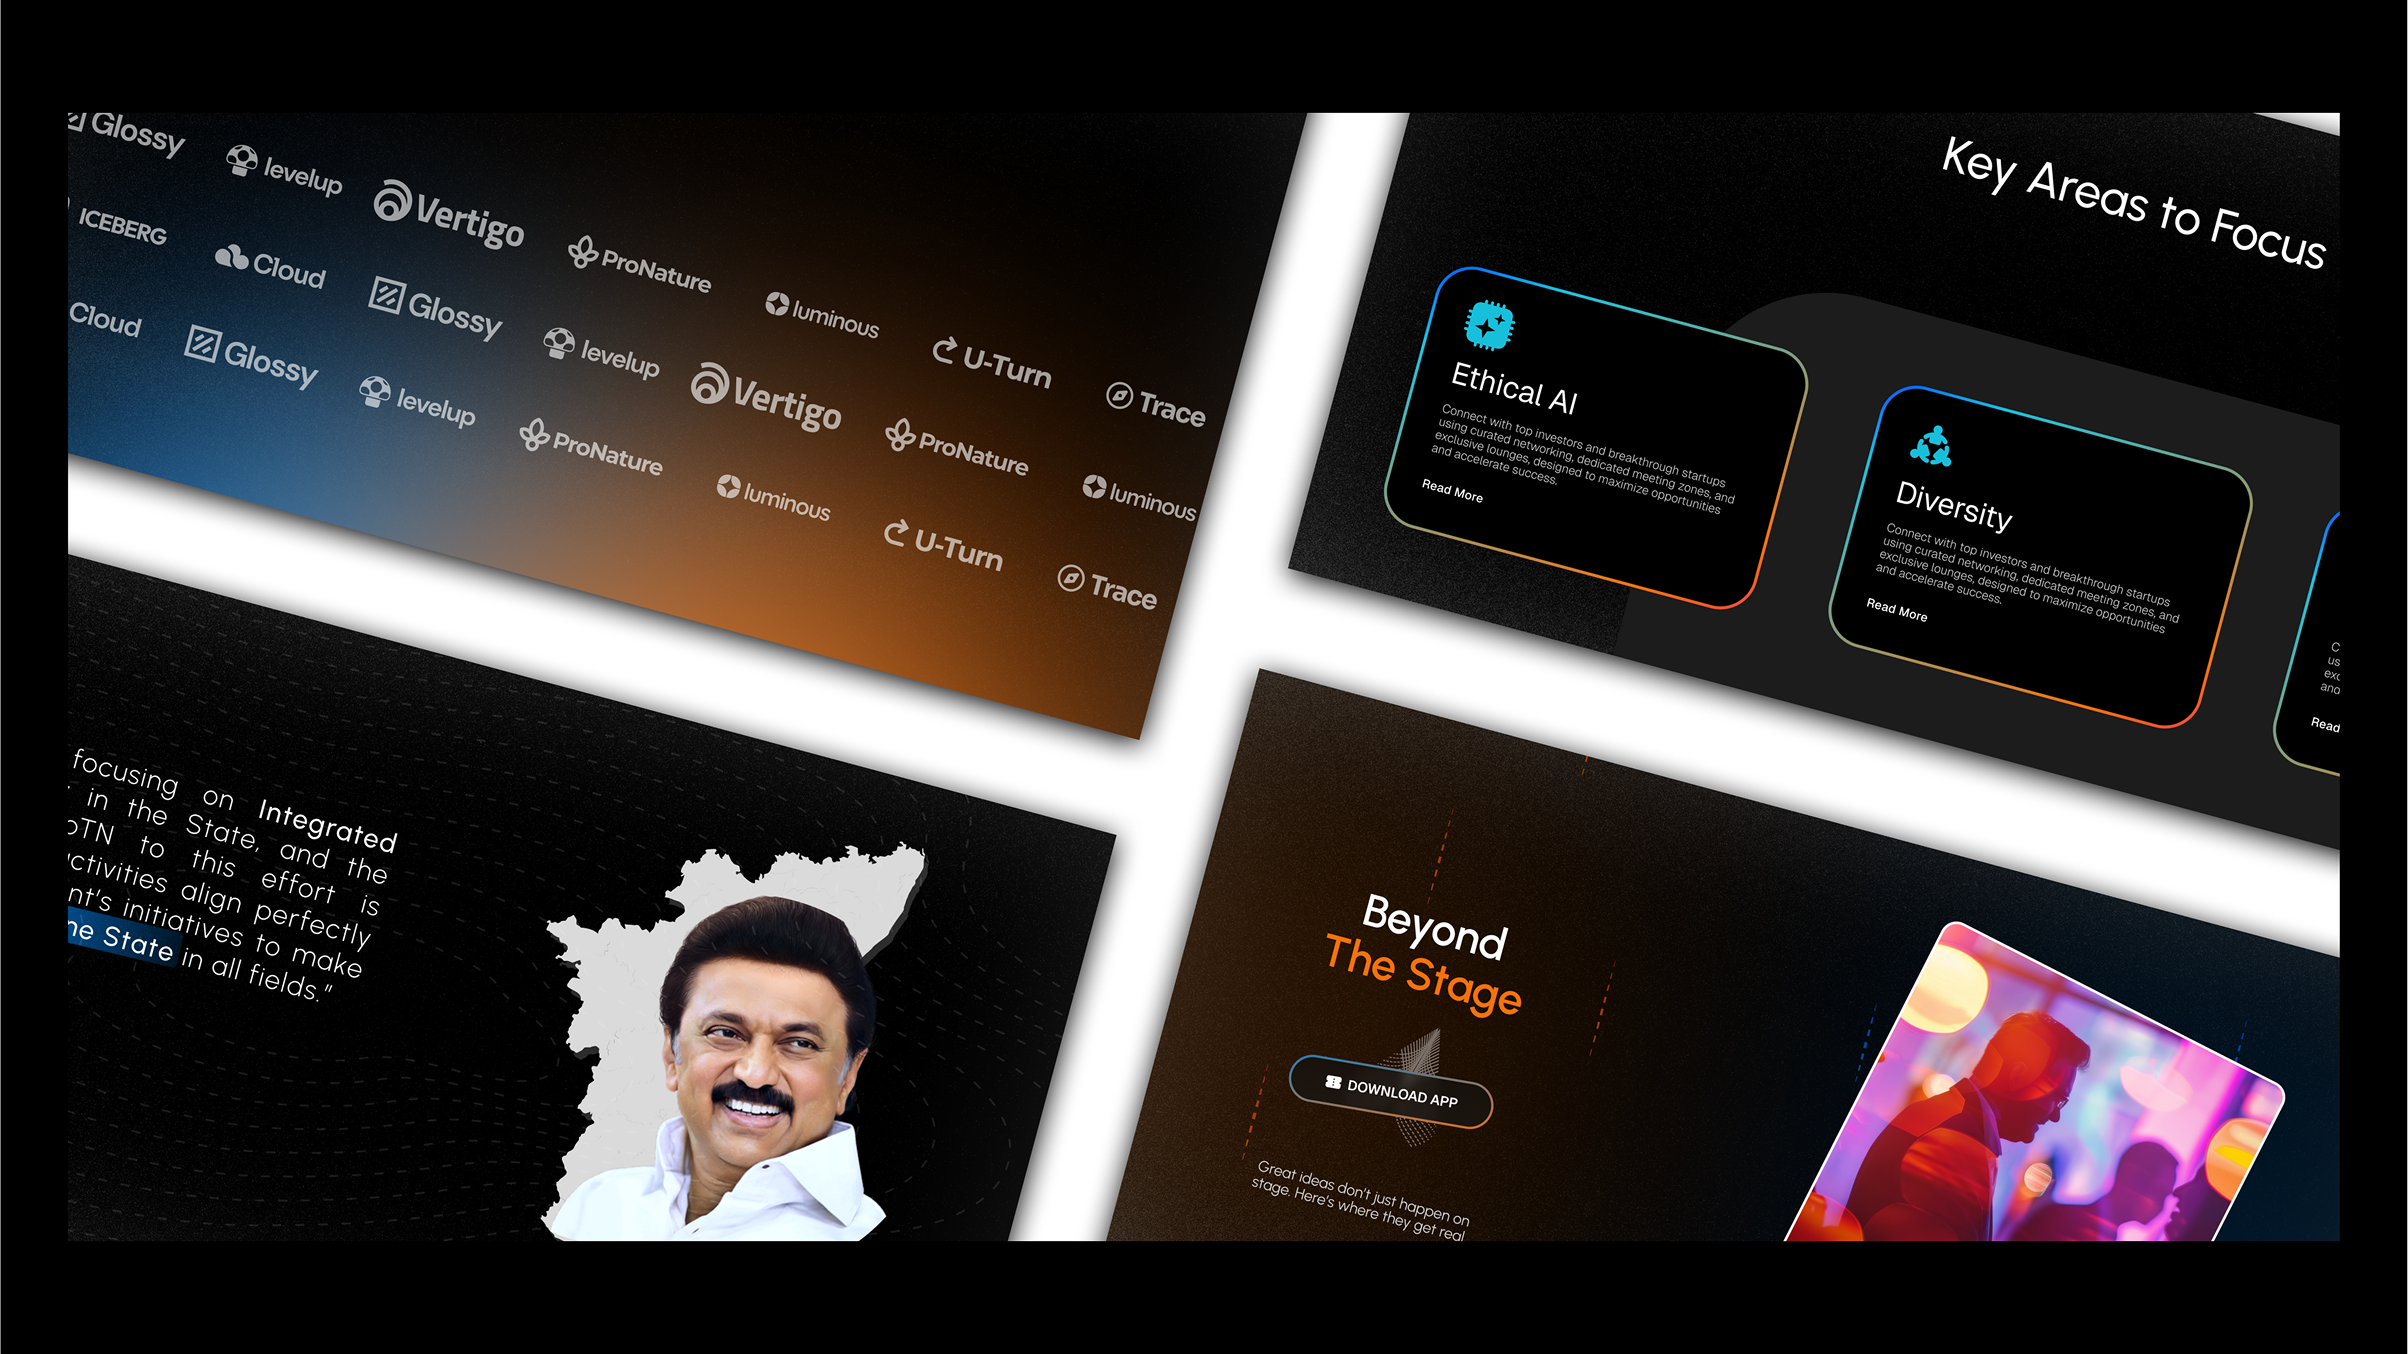 Glossy
levelup
Vertigo
ProNature
luminous
U-Turn
Trace
ICEBERG
Cloud
Glossy
levelup
Vertigo
ProNature
luminous
Cloud
Glossy
levelup
ProNature
luminous
U-Turn
Trace
Key Areas to Focus
Ethical AI
Connect with top investors and breakthrough startups
using curated networking, dedicated meeting zones, and
exclusive lounges, designed to maximize opportunities
and accelerate success.
Read More
Diversity
Connect with top investors and breakthrough startups
using curated networking, dedicated meeting zones, and
exclusive lounges, designed to maximize opportunities
and accelerate success.
Read More
and
Read
focusing on Integrated
in the State, and the
oTN to this effort is
ctivities align perfectly
nt's initiatives to make
he State in all fields."
Beyond
The Stage
DOWNLOAD APP
Great ideas don't just happen on
stage. Here's where they get real